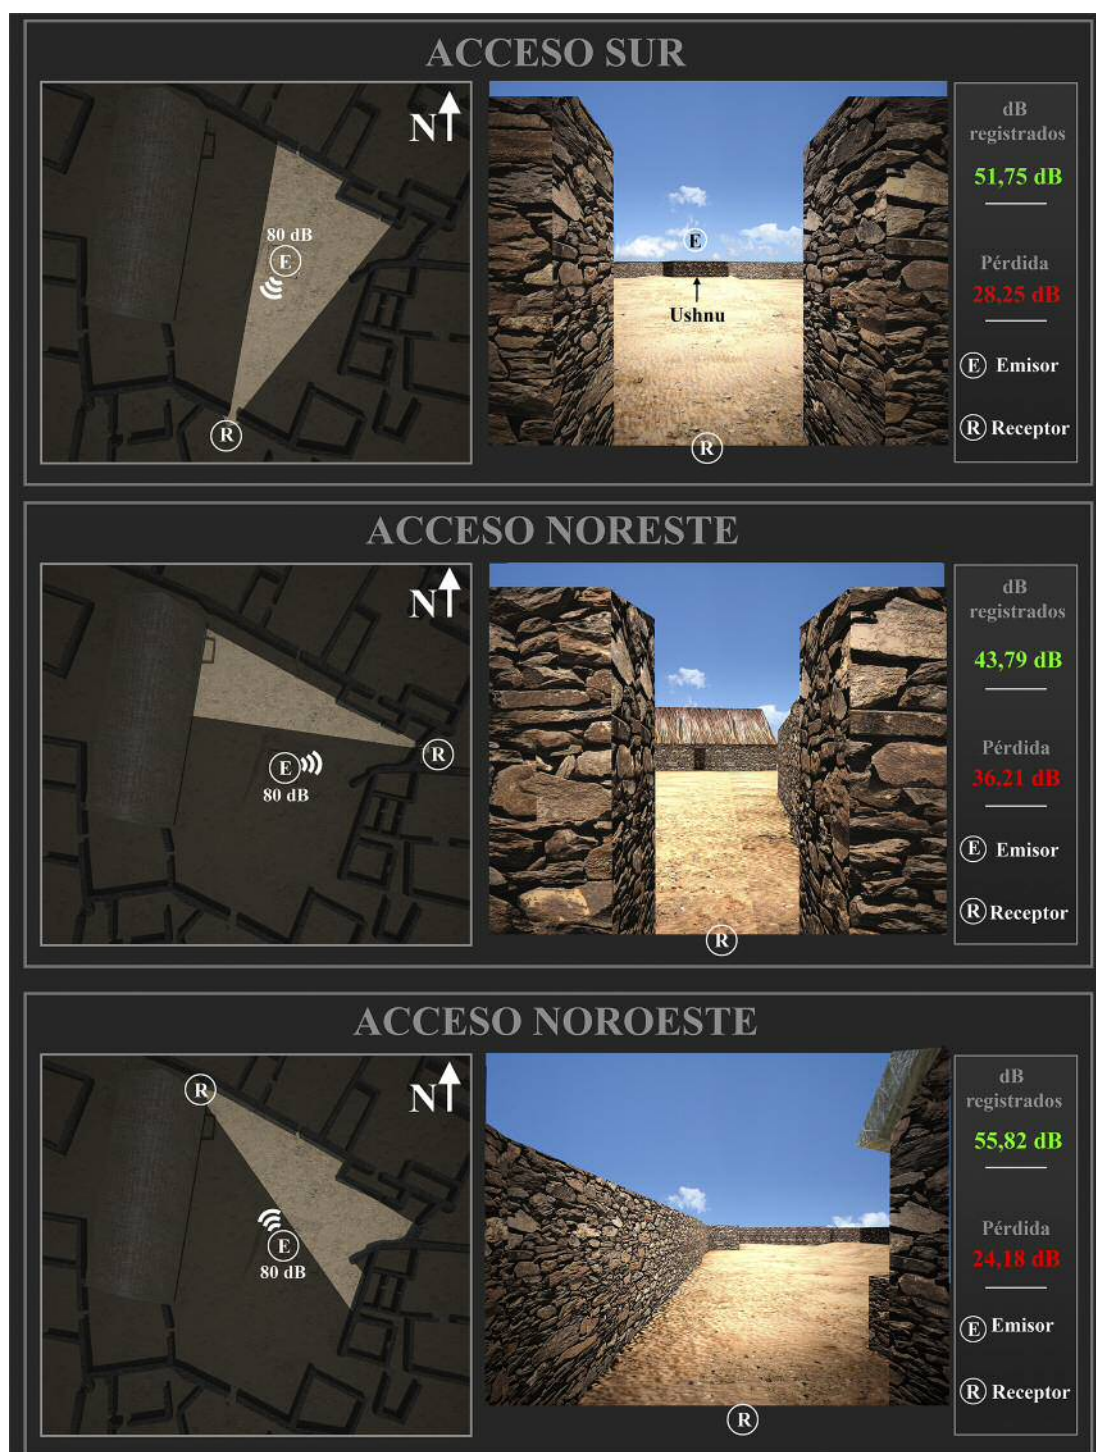 ACCESO SUR
N
80 dB
E
R
E
Ushnu
R
dB
registrados
51,75 dB
Pérdida
28,25 dB
E Emisor
R Receptor
ACCESO NORESTE
N
R
E
80 dB
R
dB
registrados
43,79 dB
Pérdida
36,21 dB
E Emisor
R Receptor
ACCESO NOROESTE
R
N
E
80 dB
R
dB
registrados
55,82 dB
Pérdida
24,18 dB
E Emisor
R Receptor